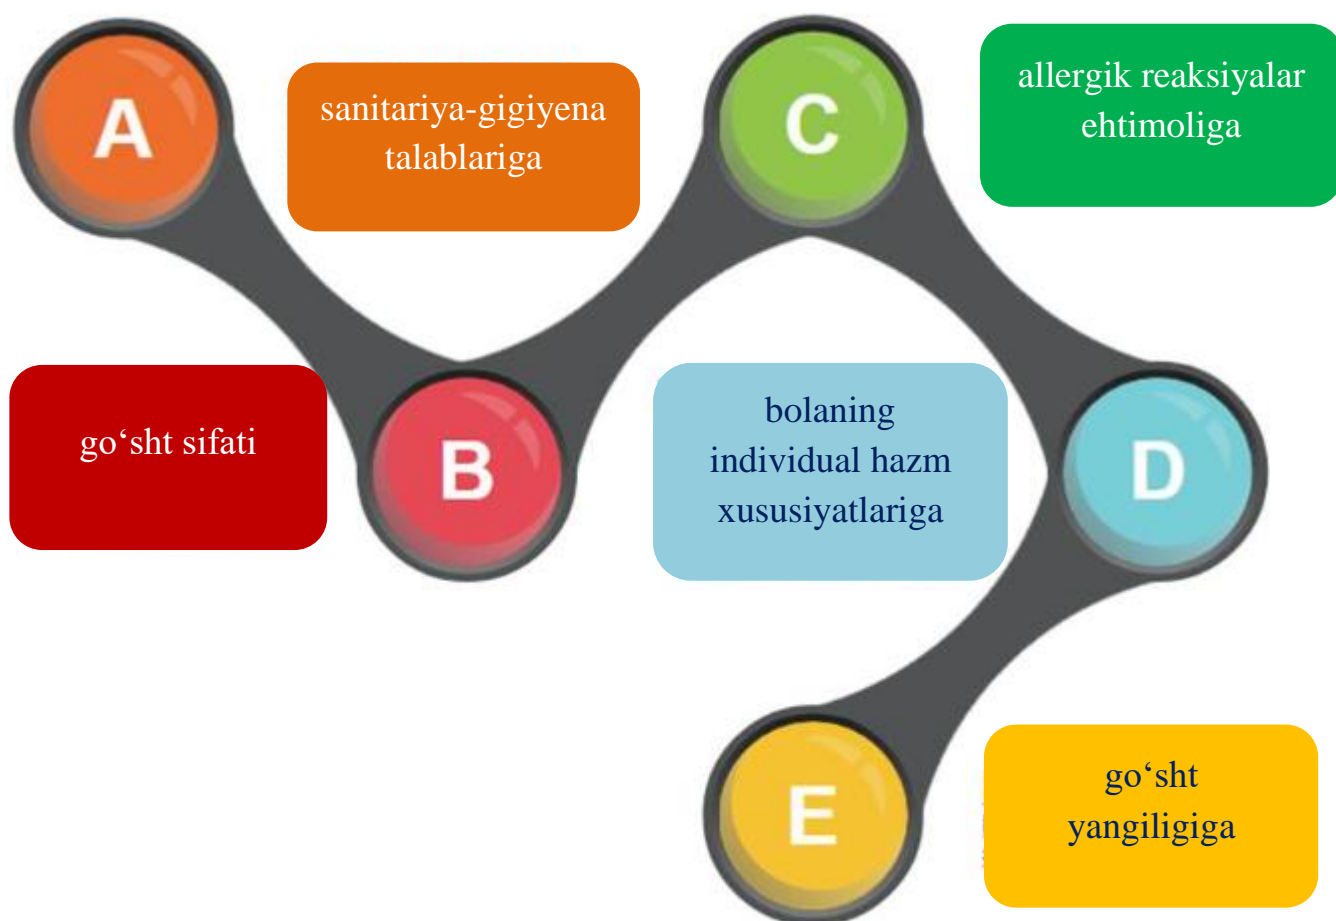 A
sanitariya-gigiyena
talablariga
C
allergik reaksiyalar
ehtimoliga
go‘sht sifati
B
bolaning
individual hazm
xususiyatlariga
D
E
go‘sht
yangiligiga